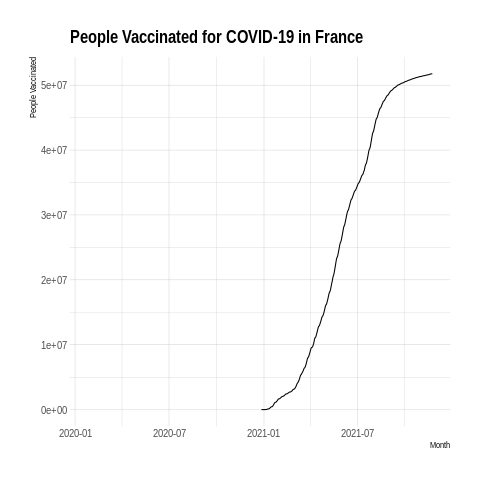 People Vaccinated for COVID-19 in France
People Vaccinated
5e+07
4e+07
3e+07
2e+07
1e+07
0e+00
2020-01 2020-07 2021-01 2021-07
Month